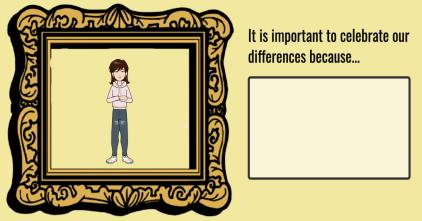 It is important to celebrate our
differences because...